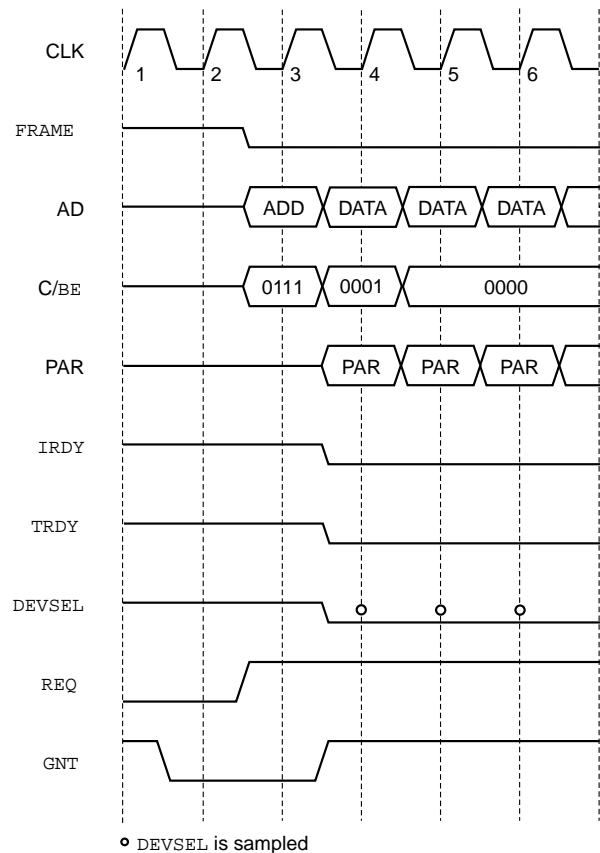 CLK
1 2 3 4 5 6
FRAME
AD ADD DATA DATA DATA
C/BE 0111 0001 0000
PAR PAR PAR PAR
IRDY
TRDY
DEVSEL
REQ
GNT
DEVSEL is sampled